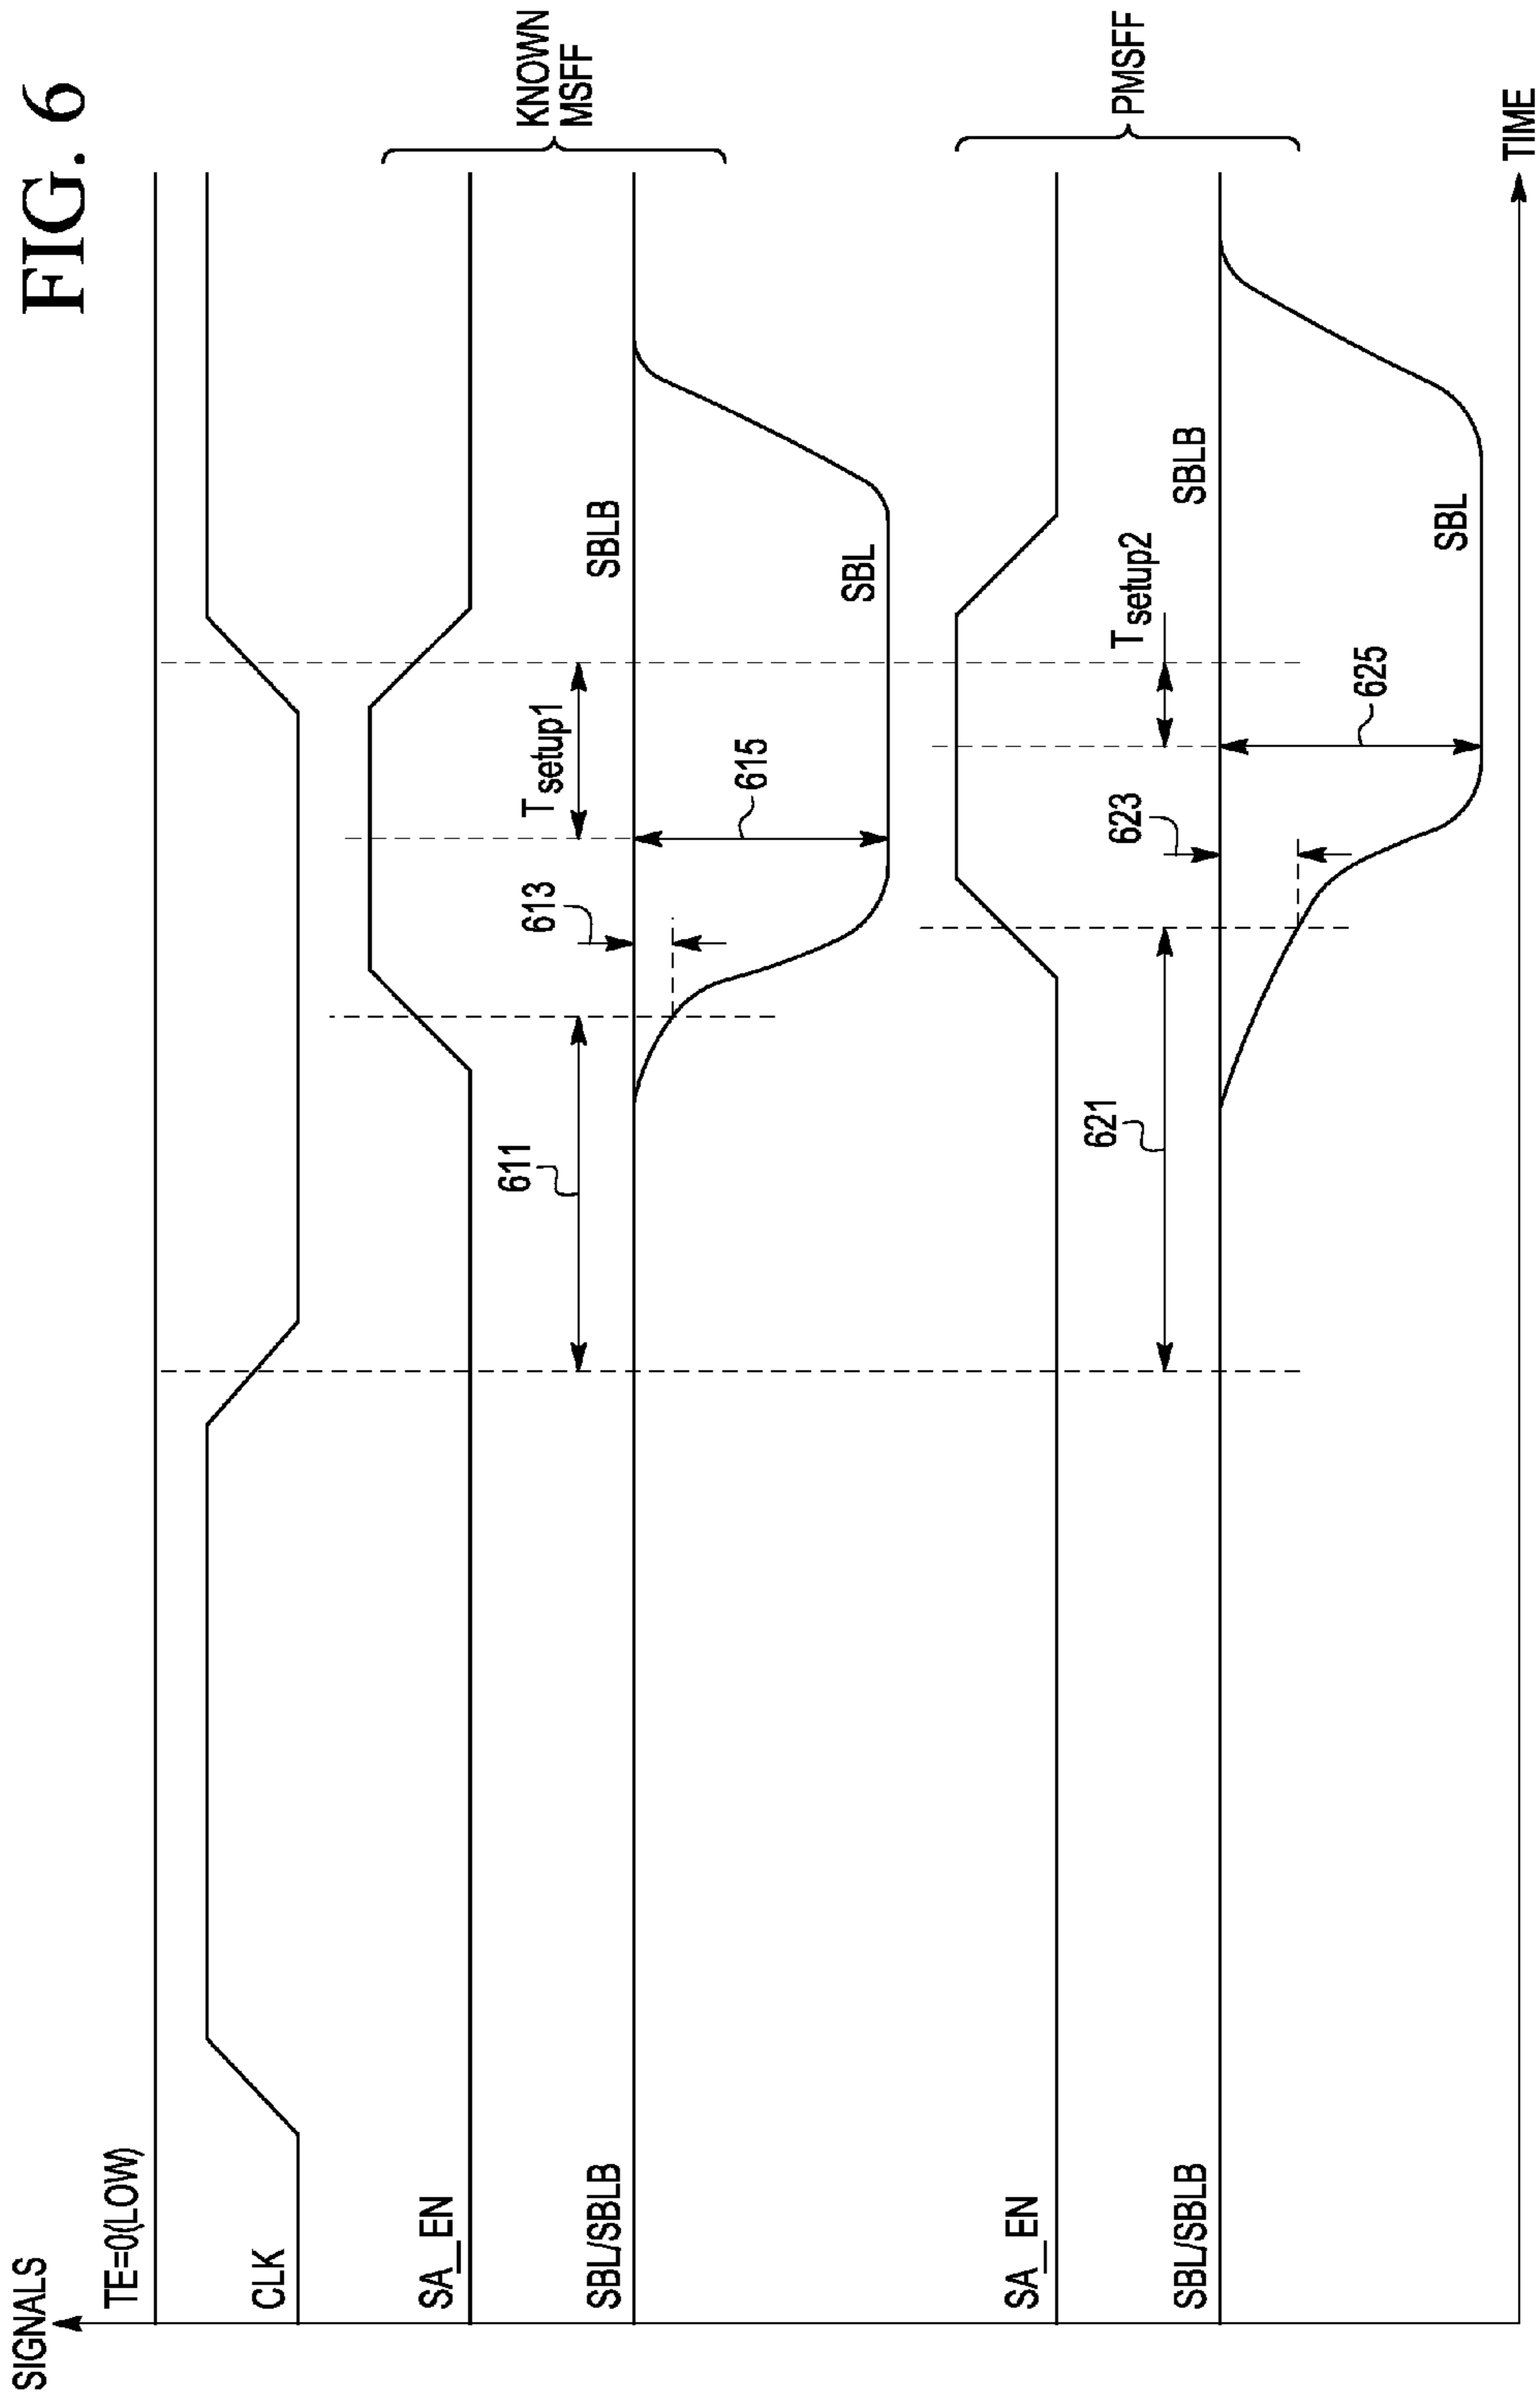 FIG. 6
SIGNALS
TE=0(LOW)
CLK
SA_EN
SBL/SBLB
611
613
615
Tsetup1
SBLB
SBL
KNOWN
MSFF
SA_EN
SBL/SBLB
621
623
625
Tsetup2
SBLB
SBL
PMSFF
TIME